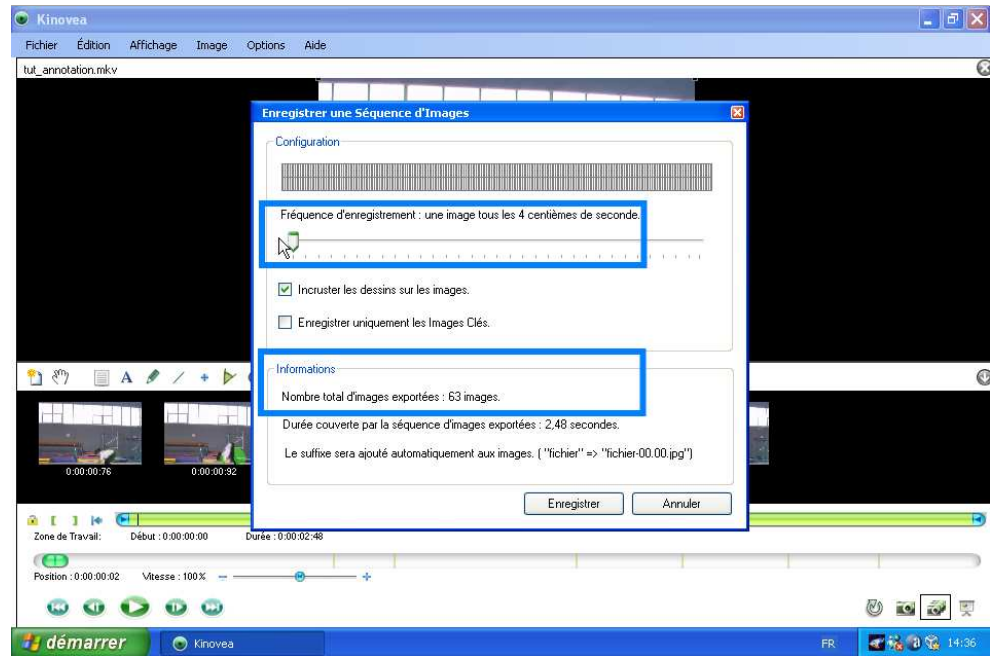 Kinovea
Fichier Édition Affichage Image Options Aide
tut_annotation.mkv
Enregistrer une Séquence d'Images
Configuration
Fréquence d'enregistrement : une image tous les 4 centièmes de seconde.
Incruster les dessins sur les images.
Enregistrer uniquement les Images Clés.
A
Informations
Nombre total d'images exportées : 63 images.
Durée couverte par la séquence d'images exportées : 2,48 secondes.
Le suffixe sera ajouté automatiquement aux images. ( "fichier" => "fichier-00.00.jpg")
0:00:00:76 0:00:00:92
Enregistrer Annuler
Zone de Travail: Début : 0:00:00:00 Durée : 0:00:02:48
Position : 0:00:00:02 Vitesse : 100 %
démarrer Kinovea FR 14:36